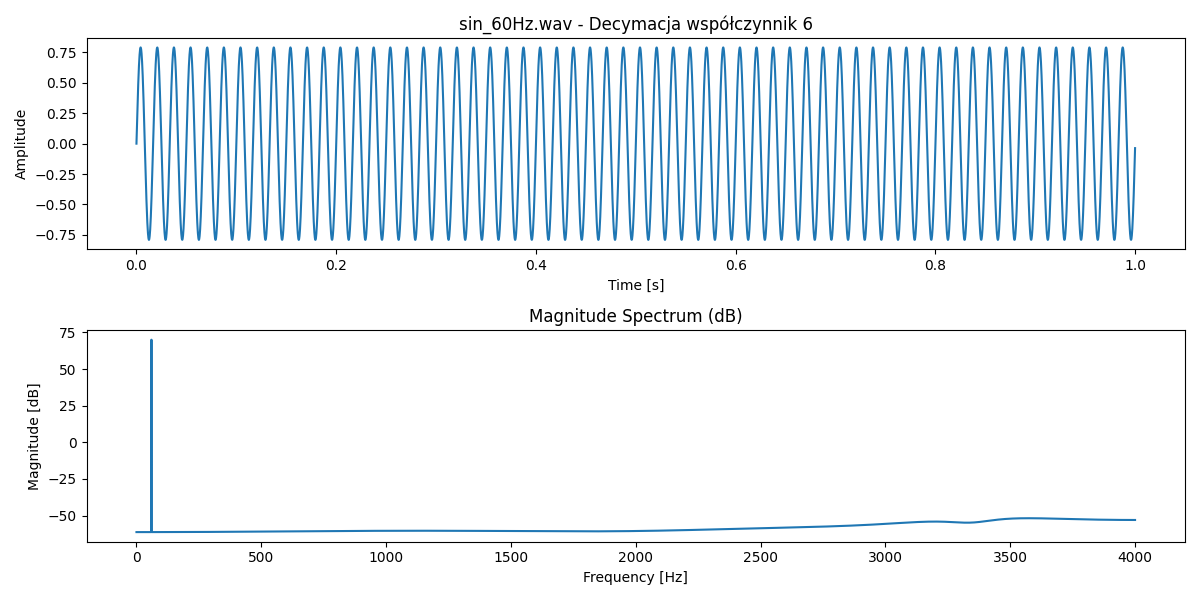 sin_60Hz.wav - Decymacja współczynnik 6
Amplitude
0.75
0.50
0.25
0.00
−0.25
−0.50
−0.75
0.0 0.2 0.4 0.6 0.8 1.0
Time [s]
Magnitude Spectrum (dB)
Magnitude [dB]
75
50
25
0
−25
−50
0 500 1000 1500 2000 2500 3000 3500 4000
Frequency [Hz]